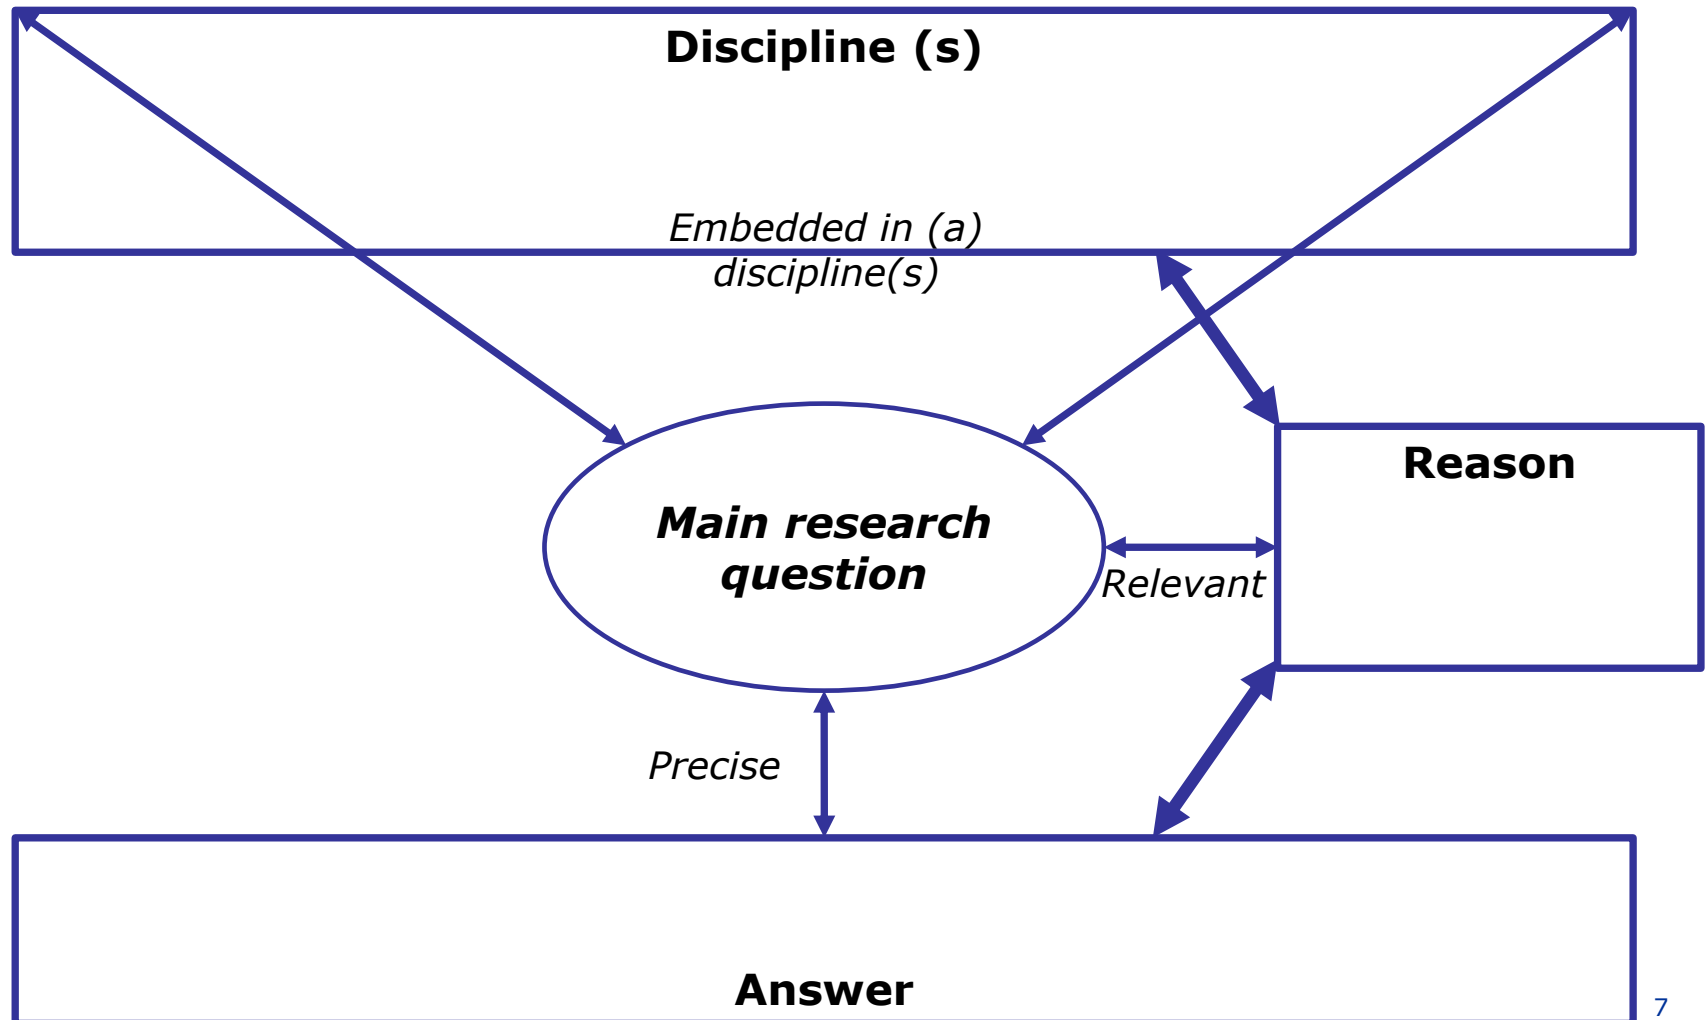 Discipline (s)
Embedded in (a)
discipline(s)
Reason
Main research
question
Relevant
Precise
Answer
7